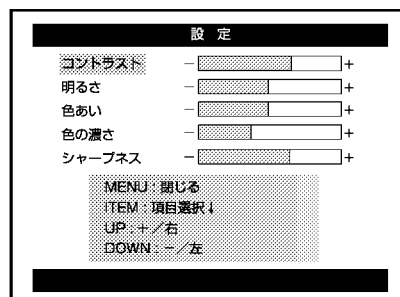 設 定
コントラスト － ＋
明るさ － ＋
色あい － ＋
色の濃さ － ＋
シャープネス － ＋
MENU：閉じる
ITEM：項目選択↓
UP：＋／右
DOWN：－／左